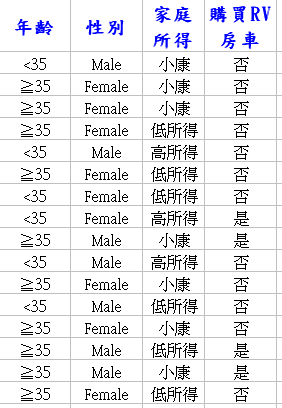 年齡 性別 家庭所得 購買RV房車
<35 Male 小康 否
≧35 Female 小康 否
≧35 Female 小康 否
≧35 Female 低所得 否
<35 Male 高所得 否
≧35 Female 低所得 否
<35 Female 低所得 否
<35 Female 高所得 是
≧35 Male 小康 是
<35 Male 高所得 否
≧35 Female 小康 否
<35 Male 低所得 否
≧35 Female 小康 否
≧35 Male 低所得 是
≧35 Male 小康 是
≧35 Female 低所得 否